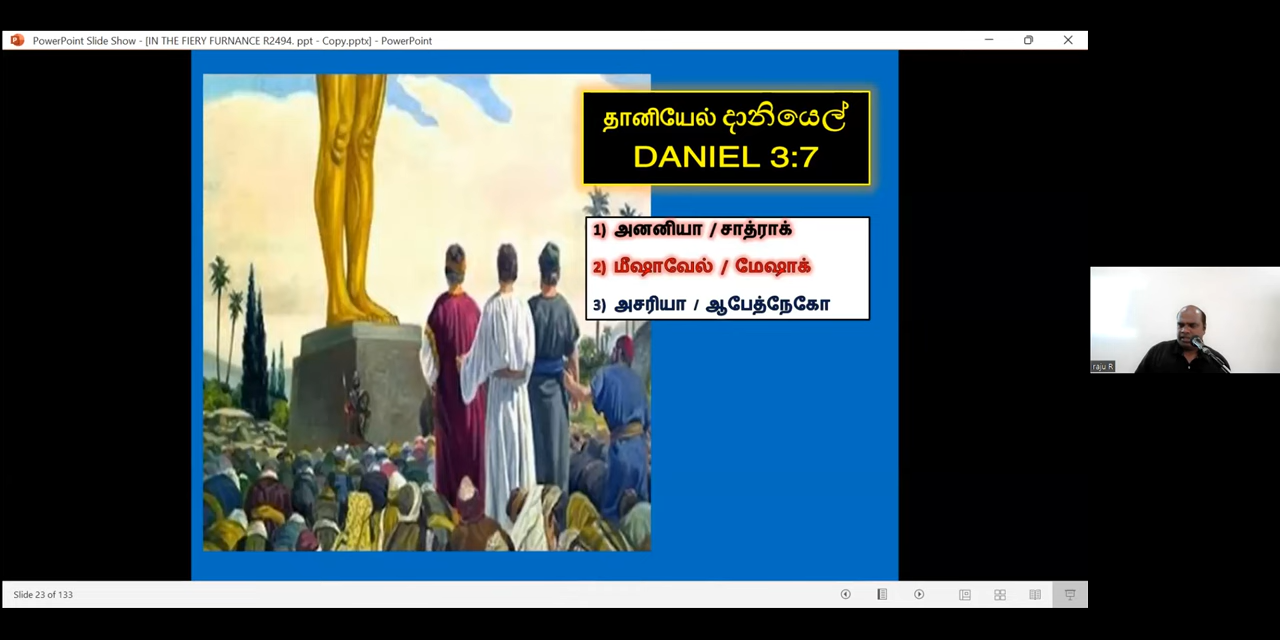 PowerPoint Slide Show - [IN THE FIERY FURNANCE R2494. ppt - Copy.pptx] - PowerPoint
தானியேல் දානියෙල්
DANIEL 3:7
1) அனனியா / சாத்ராக்
2) மீஷாவேல் / மேஷாக்
3) அசரியா / ஆபேத்நேகோ
raju R
Slide 23 of 133